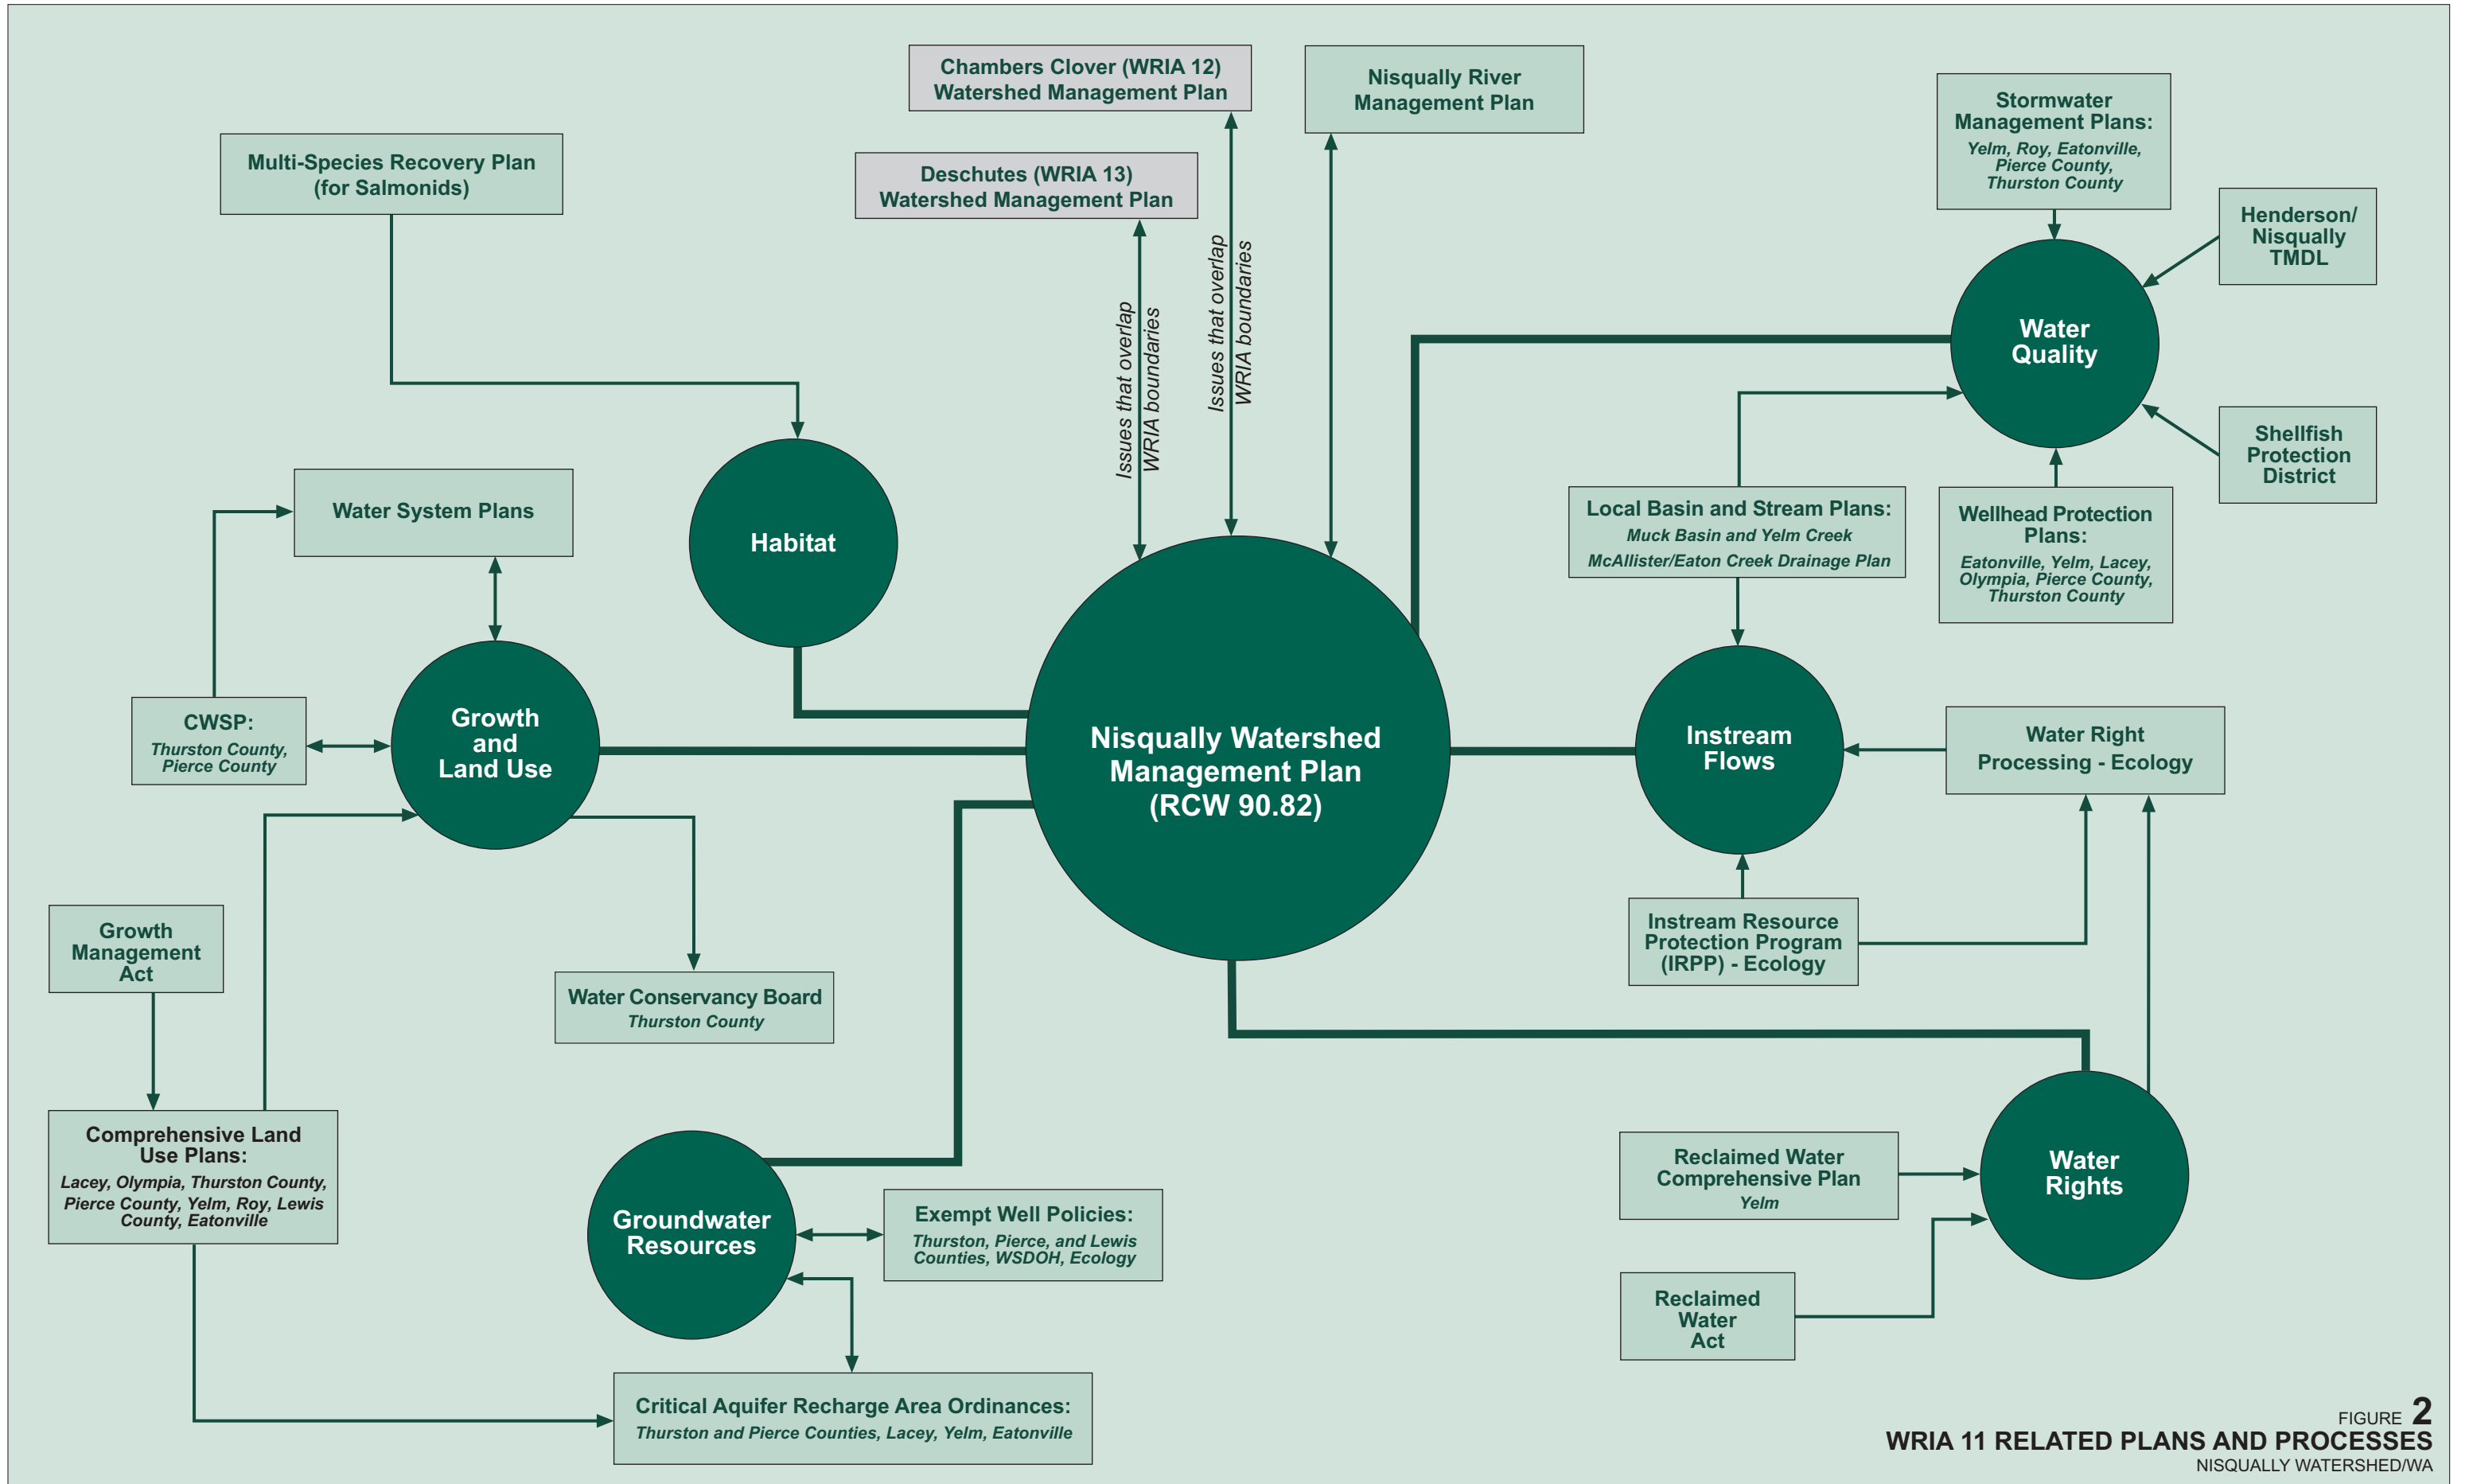 Chambers Clover (WRIA 12)
Watershed Management Plan
Nisqually River
Management Plan
Stormwater
Management Plans:
Yelm, Roy, Eatonville,
Pierce County,
Thurston County
Multi-Species Recovery Plan
(for Salmonids)
Deschutes (WRIA 13)
Watershed Management Plan
Henderson/
Nisqually
TMDL
Issues that overlap
WRIA boundaries
Issues that overlap
WRIA boundaries
Water
Quality
Shellfish
Protection
District
Water System Plans
Habitat
Local Basin and Stream Plans:
Muck Basin and Yelm Creek
McAllister/Eaton Creek Drainage Plan
Wellhead Protection
Plans:
Eatonville, Yelm, Lacey,
Olympia, Pierce County,
Thurston County
CWSP:
Thurston County,
Pierce County
Growth
and
Land Use
Nisqually Watershed
Management Plan
(RCW 90.82)
Instream
Flows
Water Right
Processing - Ecology
Growth
Management
Act
Water Conservancy Board
Thurston County
Instream Resource
Protection Program
(IRPP) - Ecology
Comprehensive Land
Use Plans:
Lacey, Olympia, Thurston County,
Pierce County, Yelm, Roy, Lewis
County, Eatonville
Groundwater
Resources
Exempt Well Policies:
Thurston, Pierce, and Lewis
Counties, WSDOH, Ecology
Reclaimed Water
Comprehensive Plan
Yelm
Water
Rights
Reclaimed
Water
Act
Critical Aquifer Recharge Area Ordinances:
Thurston and Pierce Counties, Lacey, Yelm, Eatonville
FIGURE 2
WRIA 11 RELATED PLANS AND PROCESSES
NISQUALLY WATERSHED/WA